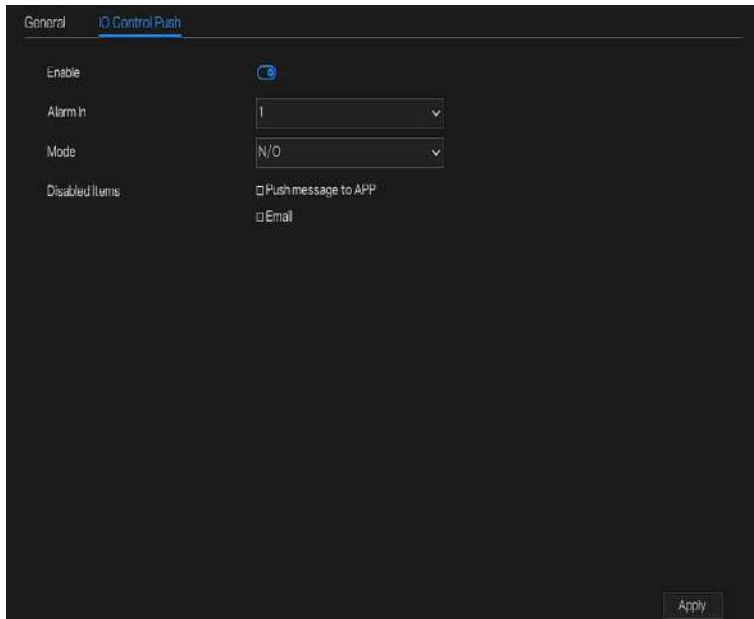 General IO Control Push
Enable
Alarm In 1
Mode N/O
Disabled Items Push message to APP
Email
Apply